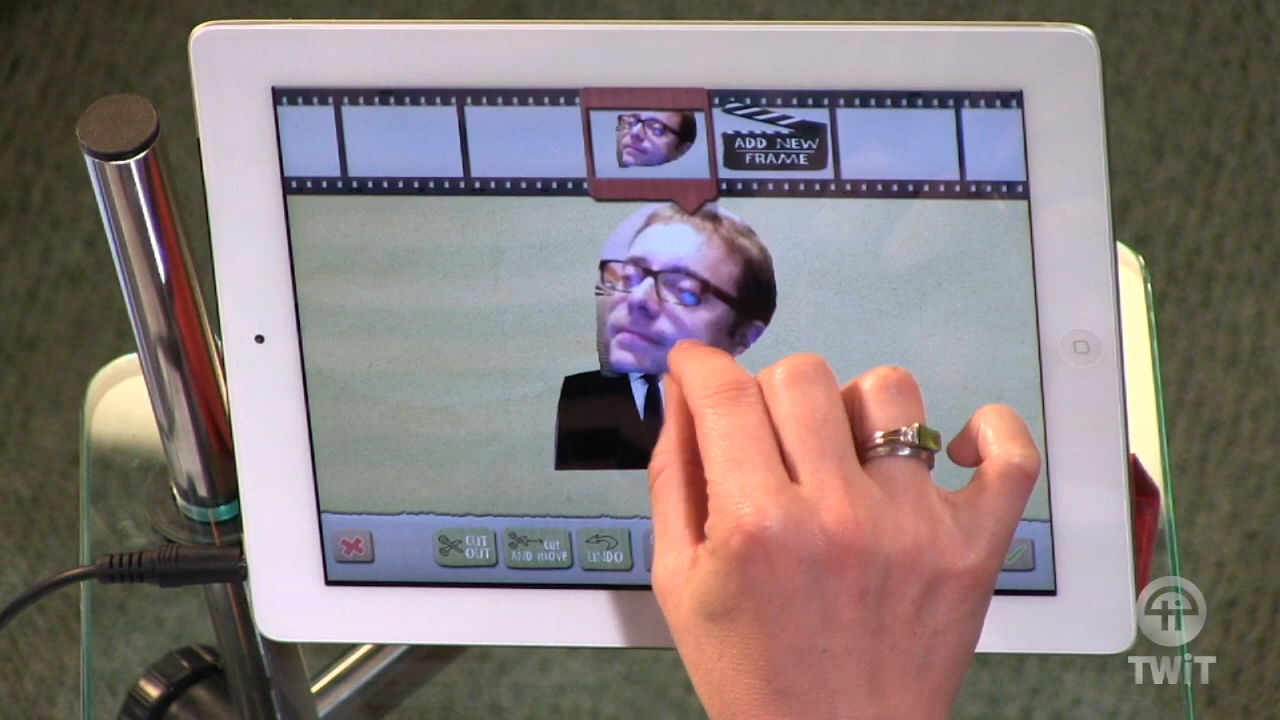 ADD NEW
FRAME
CUT
OUT
CUT
AND MOVE
UNDO
TWiT